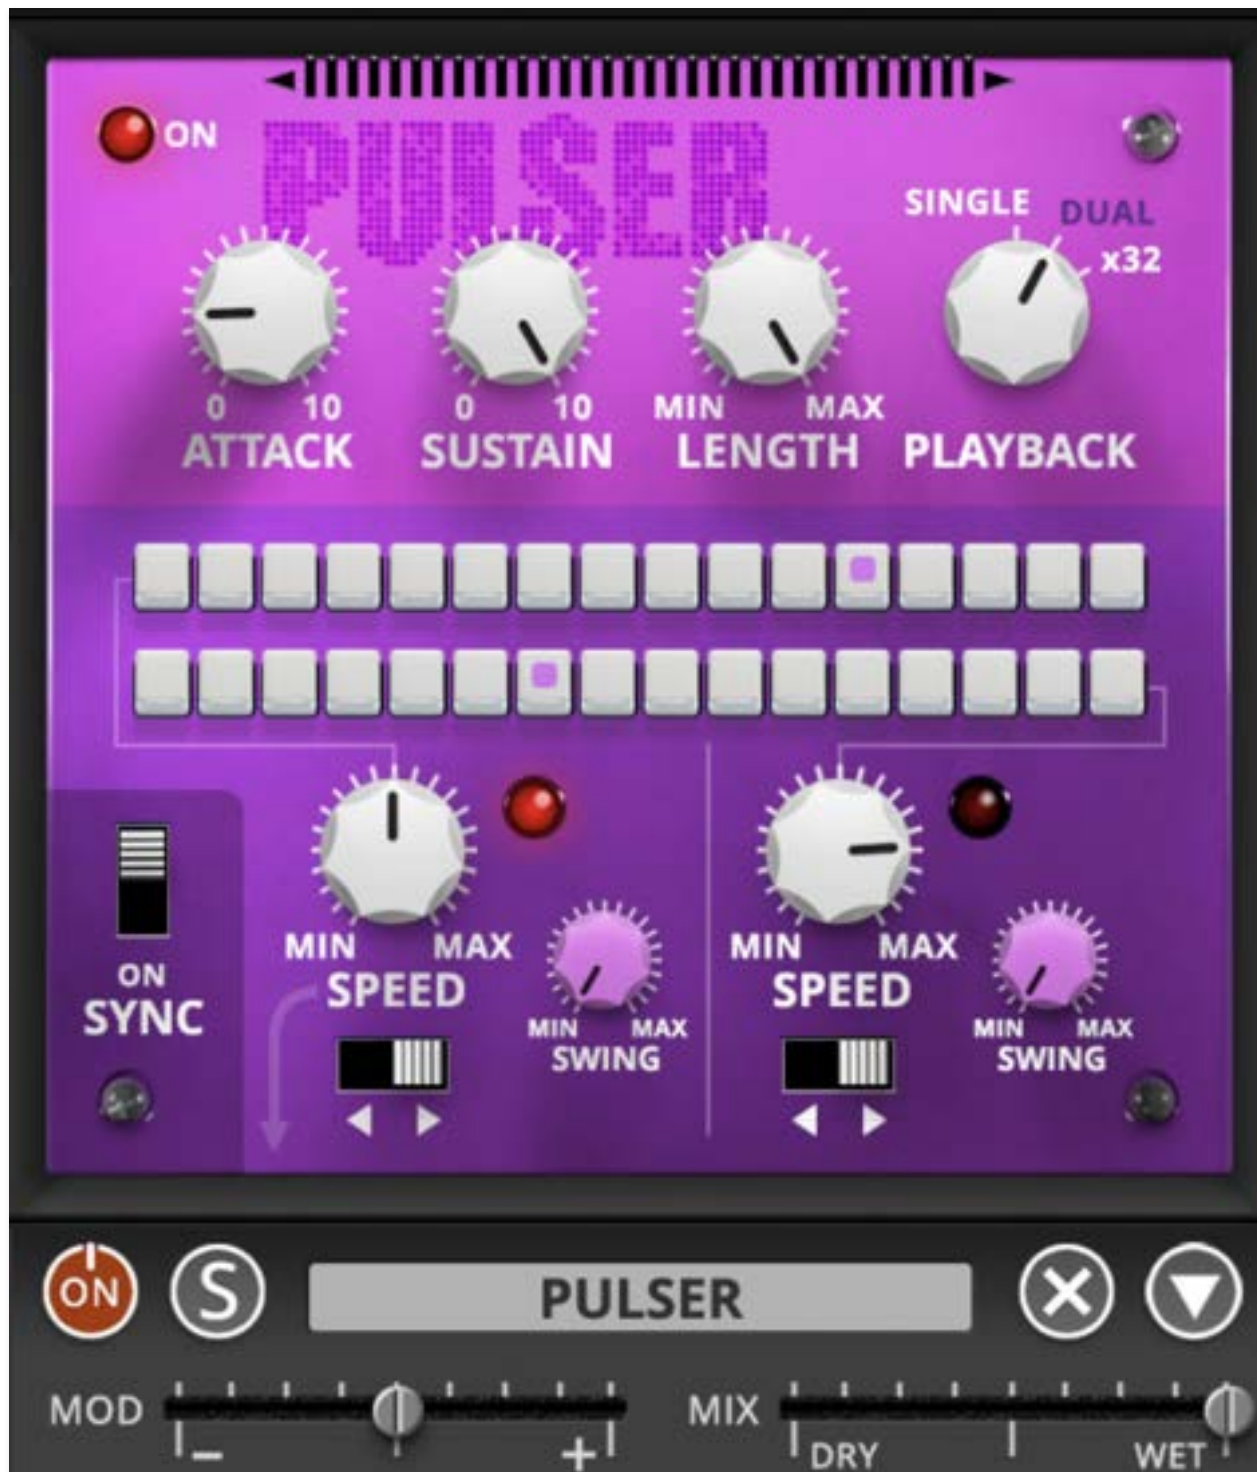 ON
PULSER
SINGLE DUAL
x32
0 10 0 10 MIN MAX
ATTACK SUSTAIN LENGTH PLAYBACK
MIN MAX MIN MAX
ON
SYNC SPEED SPEED
MIN MAX MIN MAX
SWING SWING
ON S PULSER
MOD MIX
− + DRY WET